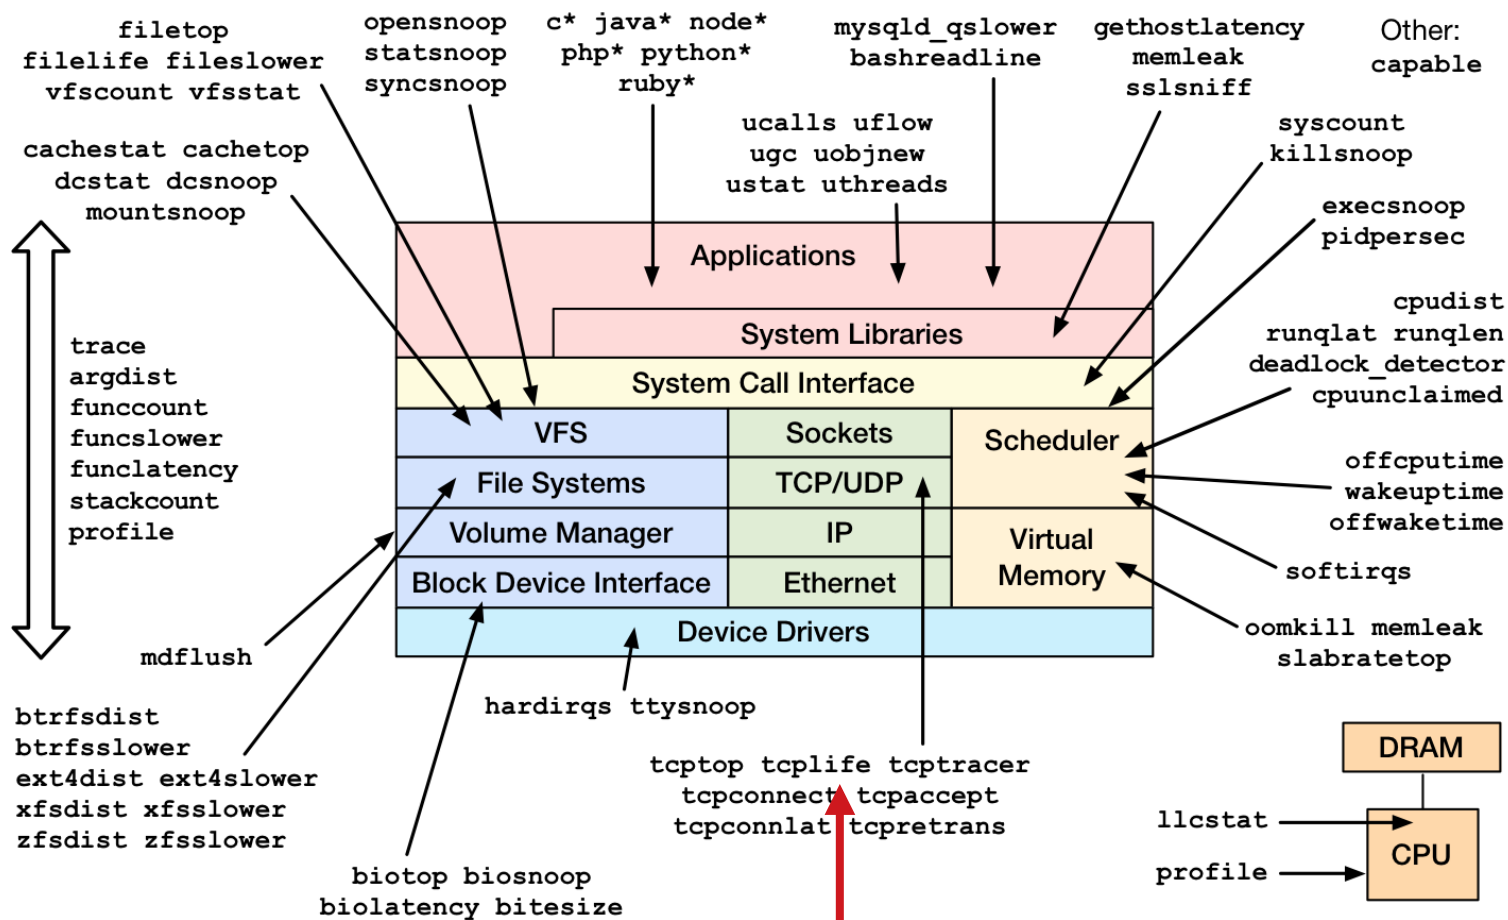 filetop
filelife fileslower
vfscount vfsstat
opensnoop
statsnoop
syncsnoop
c* java* node*
php* python*
ruby*
mysqld_qslower
bashreadline
gethostlatency
memleak
sslsniff
Other:
capable
cachestat cachetop
dcstat dcsnoop
mountsnoop
ucalls uflow
ugc uobjnew
ustat uthreads
syscount
killsnoop
execsnoop
pidpersec
trace
argdist
funccount
funcslower
funclatency
stackcount
profile
Applications
System Libraries
System Call Interface
VFS
Sockets
Scheduler
File Systems
TCP/UDP
Volume Manager
IP
Virtual
Memory
Block Device Interface
Ethernet
Device Drivers
cpudist
runqlat runqlen
deadlock_detector
cpuunclaimed
offcputime
wakeuptime
offwaketime
softirqs
oomkill memleak
slabratetop
mdflush
hardirqs ttysnoop
btrfsdist
btrfsslower
ext4dist ext4slower
xfsdist xfsslower
zfsdist zfsslower
tcptop tcplife tcptracer
tcpconnect tcpaccept
tcpconnlat tcpretrans
biotop biosnoop
biolatency bitesize
DRAM
llcstat
CPU
profile